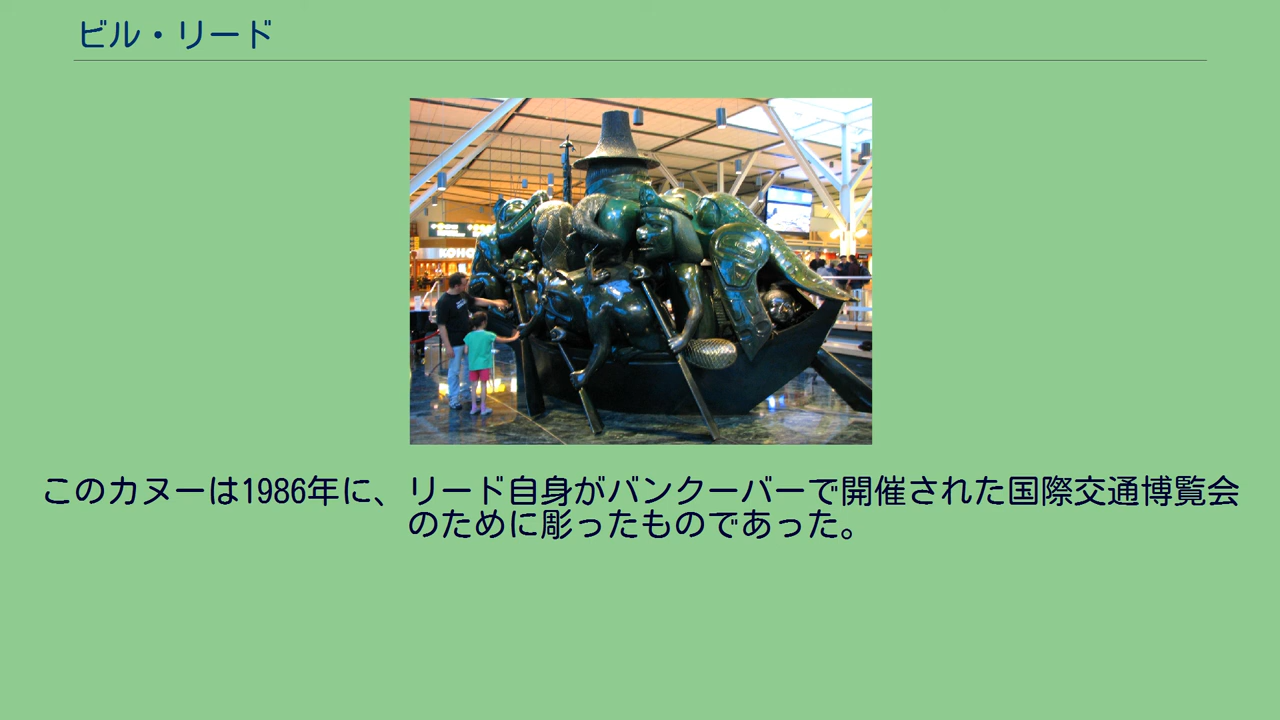 ビル・リード
KOHO
このカヌーは1986年に、リード自身がバンクーバーで開催された国際交通博覧会
のために彫ったものであった。